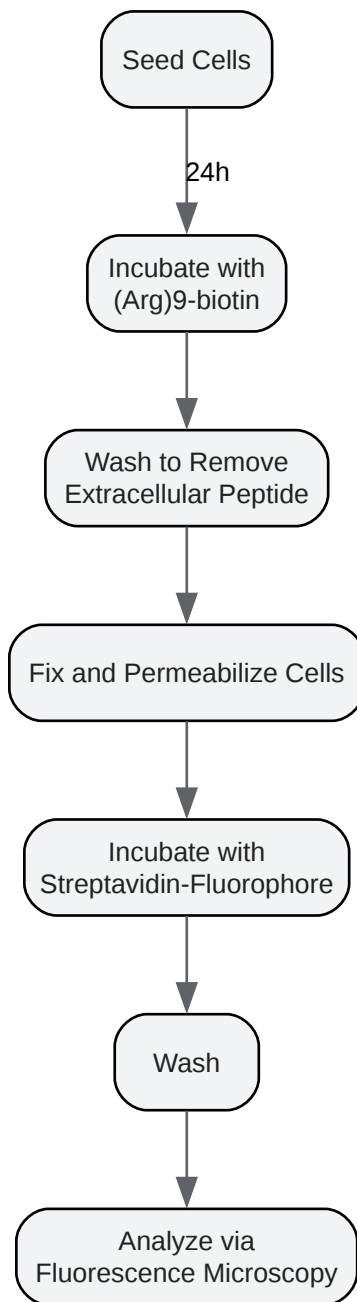 Seed Cells
24h
Incubate with
(Arg)9-biotin
Wash to Remove
Extracellular Peptide
Fix and Permeabilize Cells
Incubate with
Streptavidin-Fluorophore
Wash
Analyze via
Fluorescence Microscopy